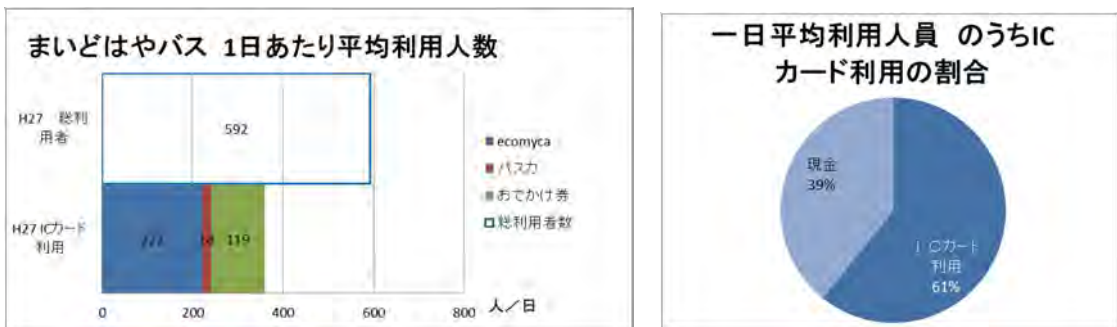 まいどはやバス 1日あたり平均利用人数
H27 総利
用者
592
H27 ICカード
利用
119
0
200
400
600
800
人／日
ecomyca
パスカ
おでかけ券
総利用者数
一日平均利用人員 のうちIC
カード利用の割合
現金
39%
ICカード
利用
61%